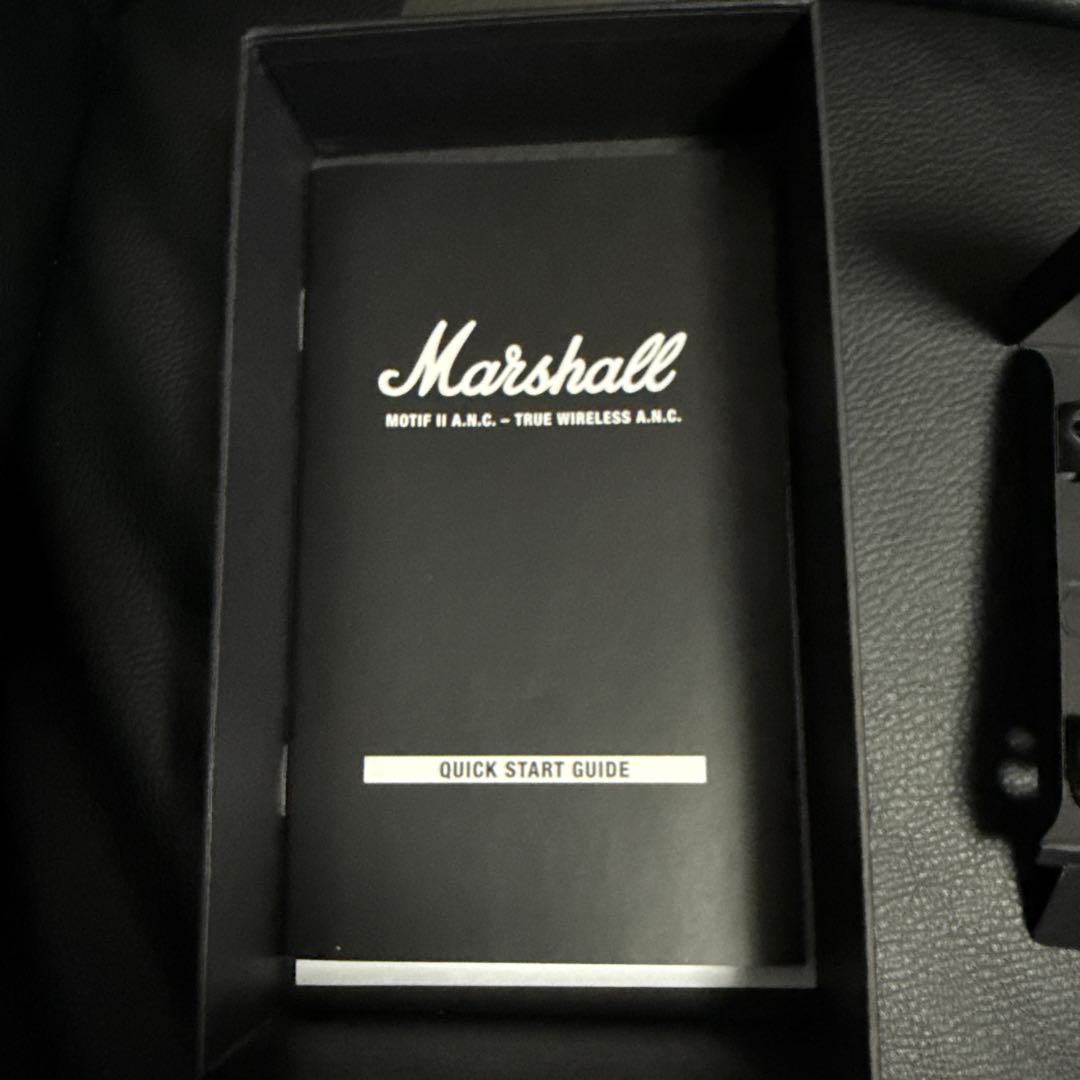 Marshall
MOTIF II A.N.C. – TRUE WIRELESS A.N.C.
QUICK START GUIDE